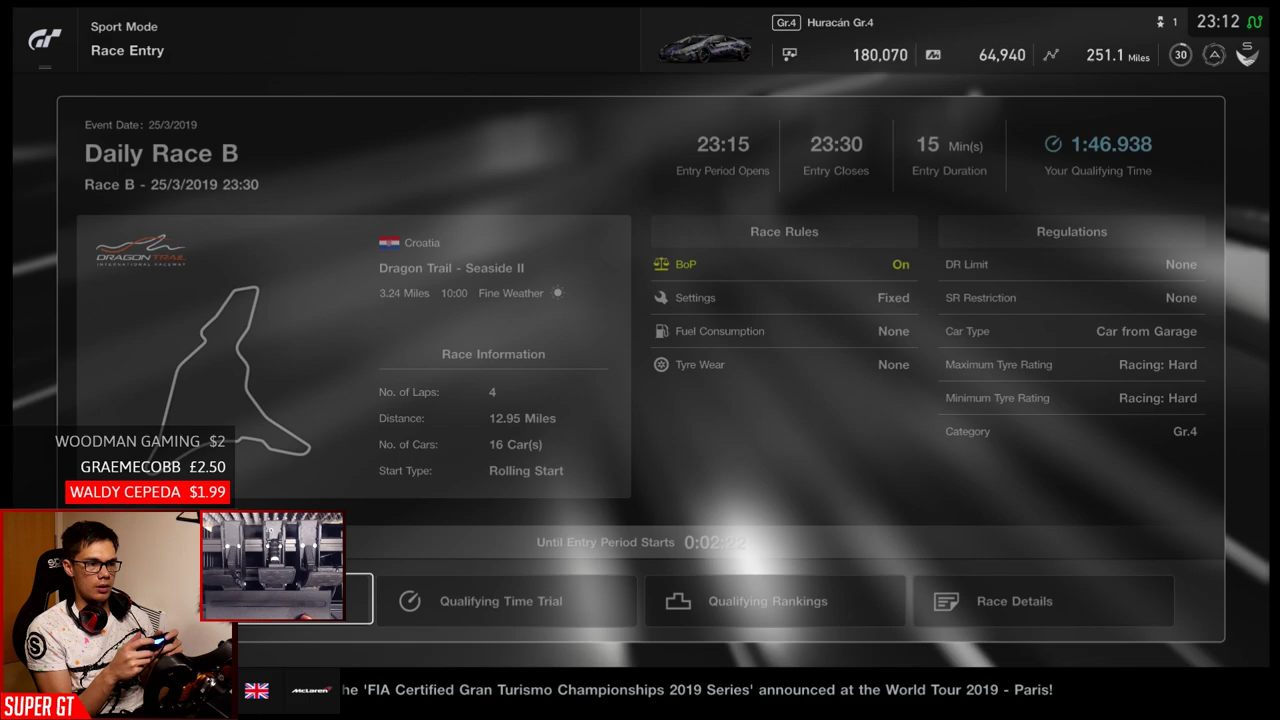 Sport Mode
Race Entry
Gr.4 Huracán Gr.4
1 23:12
180,070 64,940 251.1 Miles 30 A S
Event Date: 25/3/2019
Daily Race B
Race B - 25/3/2019 23:30
23:15
Entry Period Opens
23:30
Entry Closes
15 Min(s)
Entry Duration
1:46.938
Your Qualifying Time
DRAGON TRAIL
INTERNATIONAL RACEWAY
Croatia
Dragon Trail - Seaside II
3.24 Miles 10:00 Fine Weather
Race Information
No. of Laps: 4
Distance: 12.95 Miles
No. of Cars: 16 Car(s)
Start Type: Rolling Start
Race Rules
BoP On
Settings Fixed
Fuel Consumption None
Tyre Wear None
Regulations
DR Limit None
SR Restriction None
Car Type Car from Garage
Maximum Tyre Rating Racing: Hard
Minimum Tyre Rating Racing: Hard
Category Gr.4
WOODMAN GAMING $2
GRAEMECOBB £2.50
WALDY CEPEDA $1.99
Until Entry Period Starts 0:02:22
Qualifying Time Trial
Qualifying Rankings
Race Details
SUPER GT
McLaren
he 'FIA Certified Gran Turismo Championships 2019 Series' announced at the World Tour 2019 - Paris!